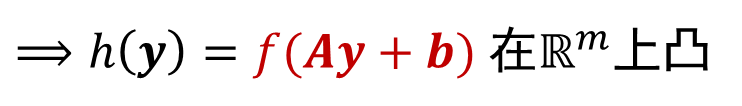 ⟹ h(y) = f(Ay + b) 在ℝᵐ上凸